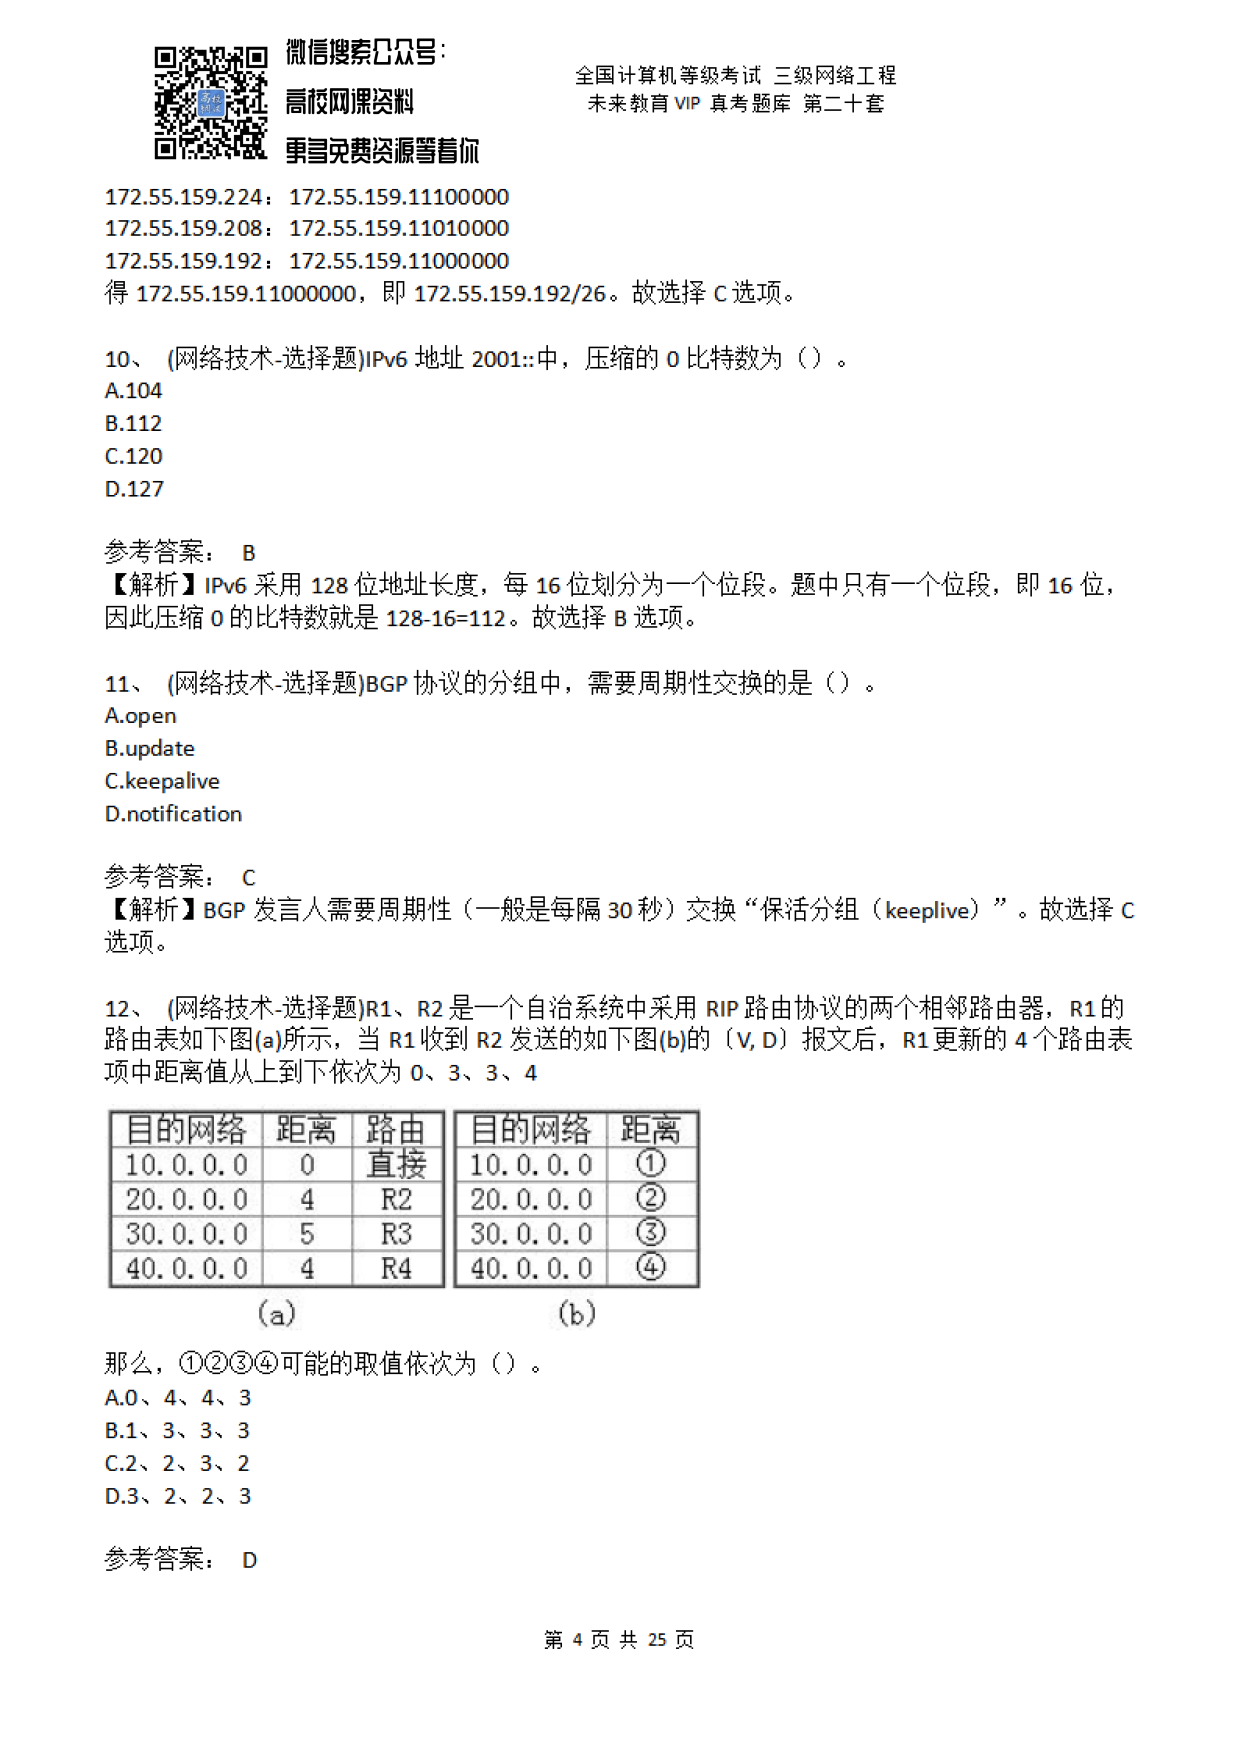 微信搜索公众号：
高校网课资料
更多免费资源等着你
高校
网课
全国计算机等级考试 三级网络工程
未来教育 VIP 真考题库 第二十套
172.55.159.224：172.55.159.11100000
172.55.159.208：172.55.159.11010000
172.55.159.192：172.55.159.11000000
得 172.55.159.11000000，即 172.55.159.192/26。故选择 C 选项。
10、 (网络技术-选择题)IPv6 地址 2001::中，压缩的 0 比特数为（）。
A.104
B.112
C.120
D.127
参考答案： B
【解析】IPv6 采用 128 位地址长度，每 16 位划分为一个位段。题中只有一个位段，即 16 位，
因此压缩 0 的比特数就是 128-16=112。故选择 B 选项。
11、 (网络技术-选择题)BGP 协议的分组中，需要周期性交换的是（）。
A.open
B.update
C.keepalive
D.notification
参考答案： C
【解析】BGP 发言人需要周期性（一般是每隔 30 秒）交换“保活分组（keeplive）”。故选择 C
选项。
12、 (网络技术-选择题)R1、R2 是一个自治系统中采用 RIP 路由协议的两个相邻路由器，R1 的
路由表如下图(a)所示，当 R1 收到 R2 发送的如下图(b)的〔V, D〕报文后，R1 更新的 4 个路由表
项中距离值从上到下依次为 0、3、3、4
目的网络 距离 路由 目的网络 距离
10.0.0.0 0 直接 10.0.0.0 ①
20.0.0.0 4 R2 20.0.0.0 ②
30.0.0.0 5 R3 30.0.0.0 ③
40.0.0.0 4 R4 40.0.0.0 ④
(a) (b)
那么，①②③④可能的取值依次为（）。
A.0、4、4、3
B.1、3、3、3
C.2、2、3、2
D.3、2、2、3
参考答案： D
第 4 页 共 25 页